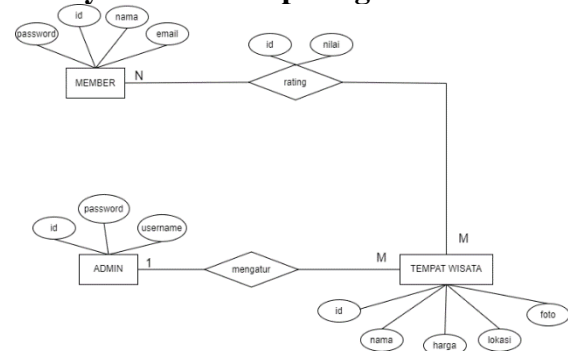 id
nama
password
email
MEMBER
N
id
nilai
rating
M
password
id
username
ADMIN
1
mengatur
M
TEMPAT WISATA
id
foto
nama
harga
lokasi